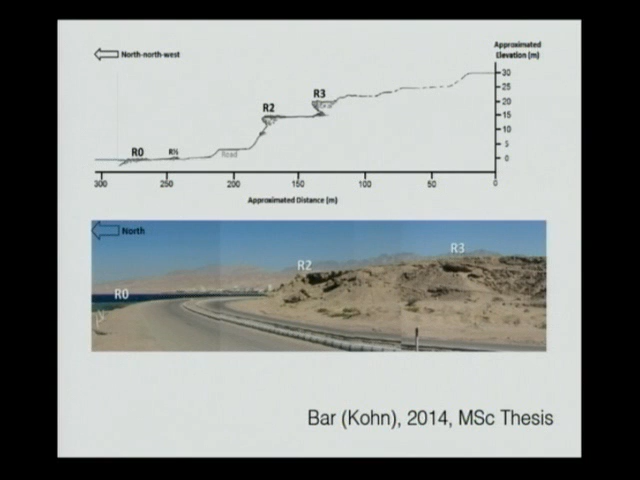 North-north-west
Approximated
Elevation (m)
30
25
20
15
10
5
0
R3
R2
R0
R½
Road
300
250
200
150
100
50
0
Approximated Distance (m)
North
R0
R2
R3
Bar (Kohn), 2014, MSc Thesis